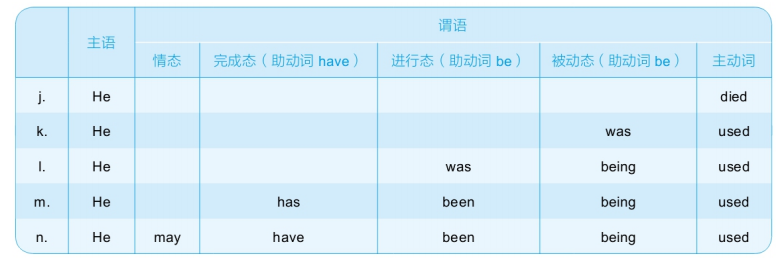 主语 谓语
情态 完成态（助动词 have） 进行态（助动词 be） 被动态（助动词 be） 主动词
j. He died
k. He was used
l. He was being used
m. He has been being used
n. He may have been being used